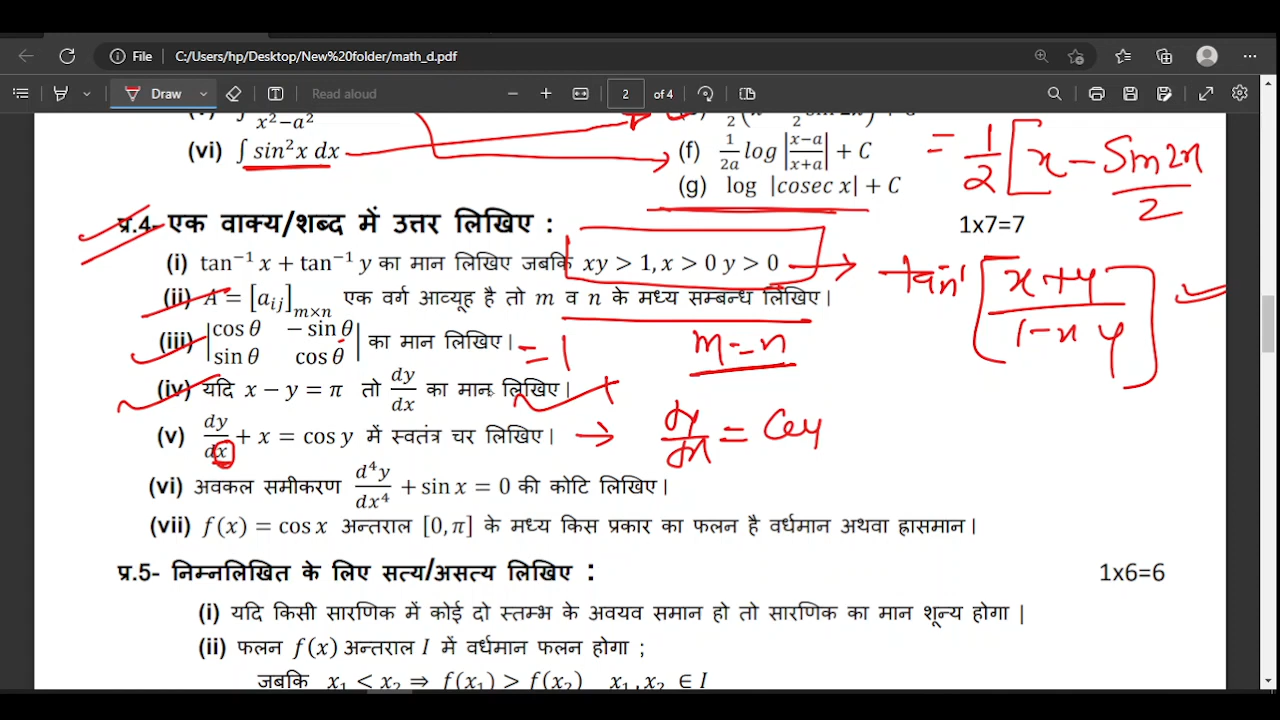 File C:/Users/hp/Desktop/New%20folder/math_d.pdf
Draw Read aloud 2 of 4
x²−a²
(vi) ∫ sin²x dx
(f) 1/2a log |x−a/x+a| + C
= 1/2 [x − Sin2x/2
(g) log |cosec x| + C
प्र.4- एक वाक्य/शब्द में उत्तर लिखिए : 1x7=7
(i) tan⁻¹ x + tan⁻¹ y का मान लिखिए जबकि xy > 1, x > 0 y > 0
tan⁻¹ [x+y/1−xy]
(ii) A = [aᵢⱼ]ₘₓₙ एक वर्ग आव्यूह है तो m व n के मध्य सम्बन्ध लिखिए|
m = n
(iii) |cos θ − sin θ
sin θ cos θ| का मान लिखिए| = 1
(iv) यदि x − y = π तो dy/dx का मान लिखिए|
(v) dy/dx + x = cos y में स्वतंत्र चर लिखिए| → dy/dx = Cosy
(vi) अवकल समीकरण d⁴y/dx⁴ + sin x = 0 की कोटि लिखिए|
(vii) f(x) = cos x अन्तराल [0, π] के मध्य किस प्रकार का फलन है वर्धमान अथवा ह्रासमान|
प्र.5- निम्नलिखित के लिए सत्य/असत्य लिखिए : 1x6=6
(i) यदि किसी सारणिक में कोई दो स्तम्भ के अवयव समान हो तो सारणिक का मान शून्य होगा|
(ii) फलन f(x) अन्तराल I में वर्धमान फलन होगा ;
जबकि x₁ < x₂ ⇒ f(x₁) > f(x₂) x₁, x₂ ∈ I